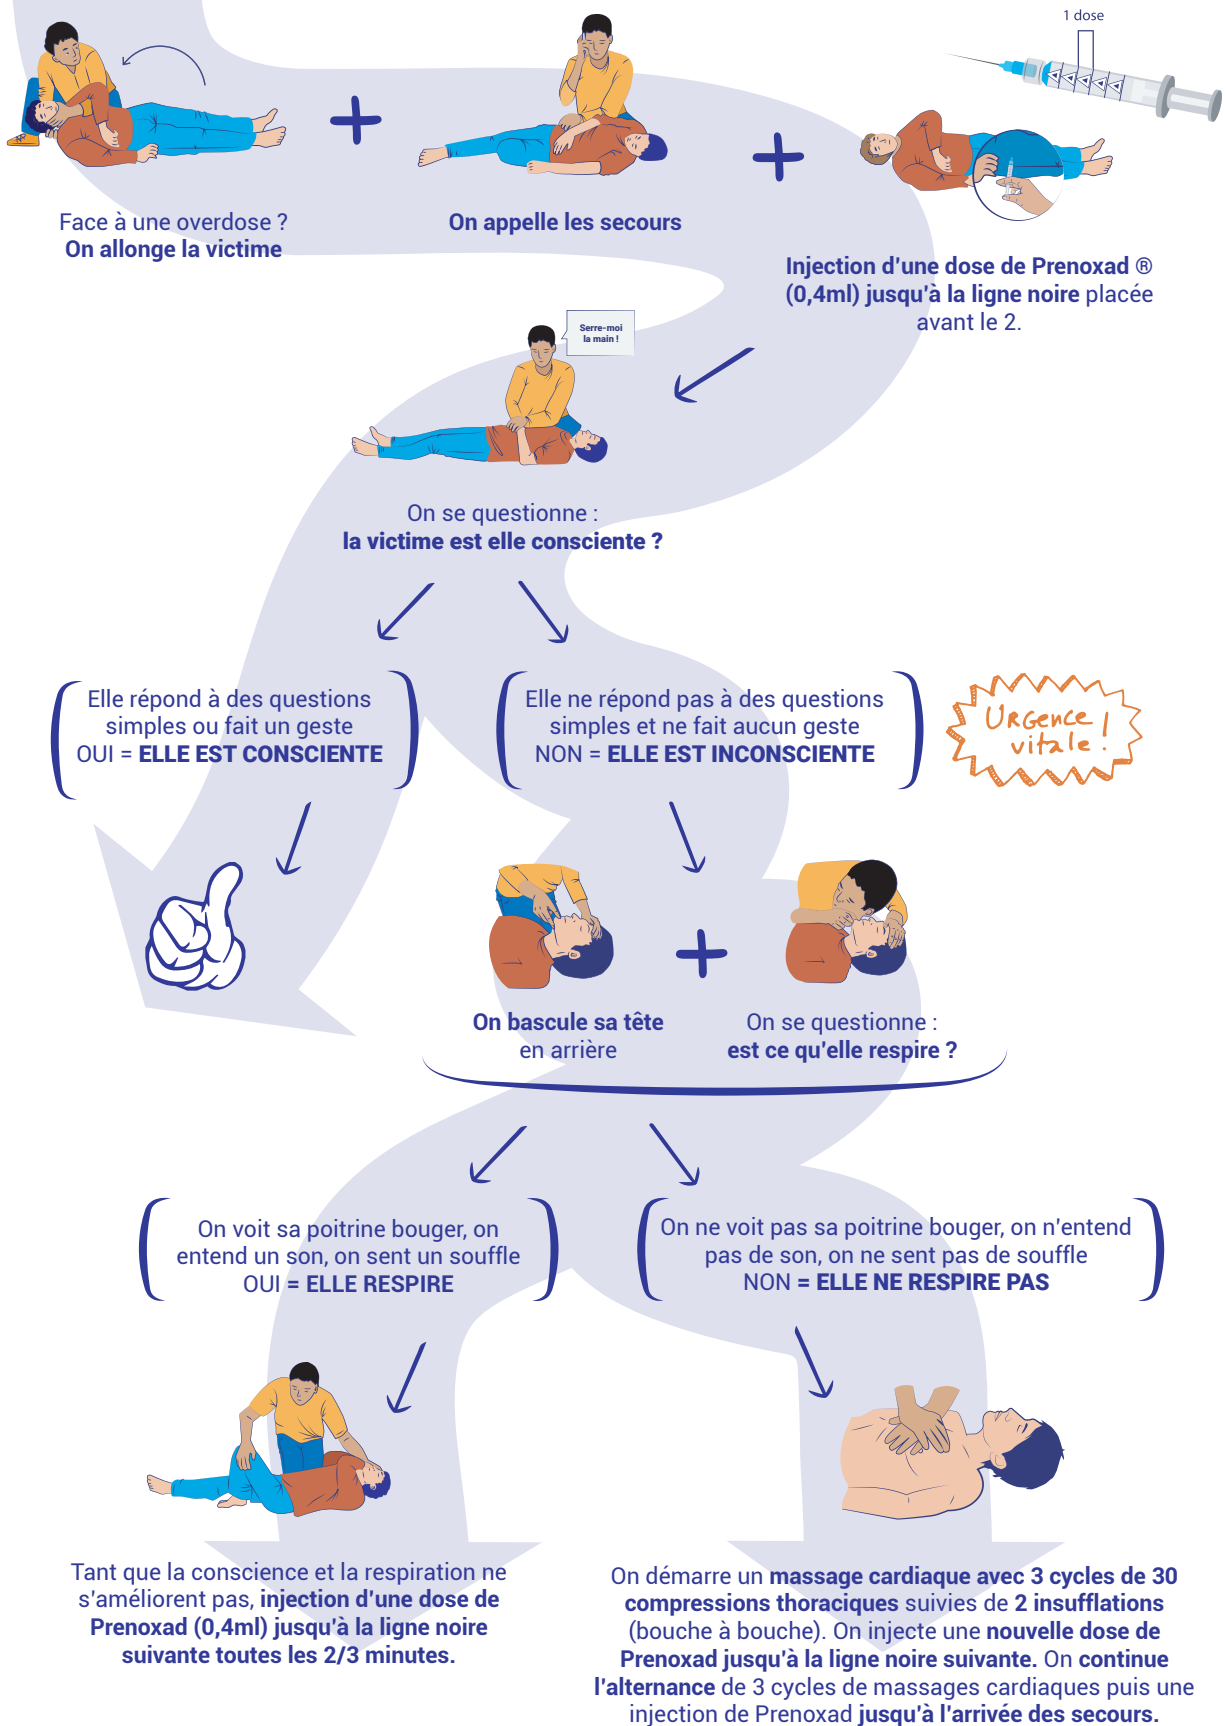 1 dose
Face à une overdose ?
On allonge la victime
On appelle les secours
Injection d'une dose de Prenoxad ®
(0,4ml) jusqu'à la ligne noire placée
avant le 2.
Serre-moi
la main !
On se questionne :
la victime est elle consciente ?
Elle répond à des questions
simples ou fait un geste
OUI = ELLE EST CONSCIENTE
Elle ne répond pas à des questions
simples et ne fait aucun geste
NON = ELLE EST INCONSCIENTE
URGence
vitale !
On bascule sa tête
en arrière
On se questionne :
est ce qu'elle respire ?
On voit sa poitrine bouger, on
entend un son, on sent un souffle
OUI = ELLE RESPIRE
On ne voit pas sa poitrine bouger, on n'entend
pas de son, on ne sent pas de souffle
NON = ELLE NE RESPIRE PAS
Tant que la conscience et la respiration ne
s'améliorent pas, injection d'une dose de
Prenoxad (0,4ml) jusqu'à la ligne noire
suivante toutes les 2/3 minutes.
On démarre un massage cardiaque avec 3 cycles de 30
compressions thoraciques suivies de 2 insufflations
(bouche à bouche). On injecte une nouvelle dose de
Prenoxad jusqu'à la ligne noire suivante. On continue
l'alternance de 3 cycles de massages cardiaques puis une
injection de Prenoxad jusqu'à l'arrivée des secours.